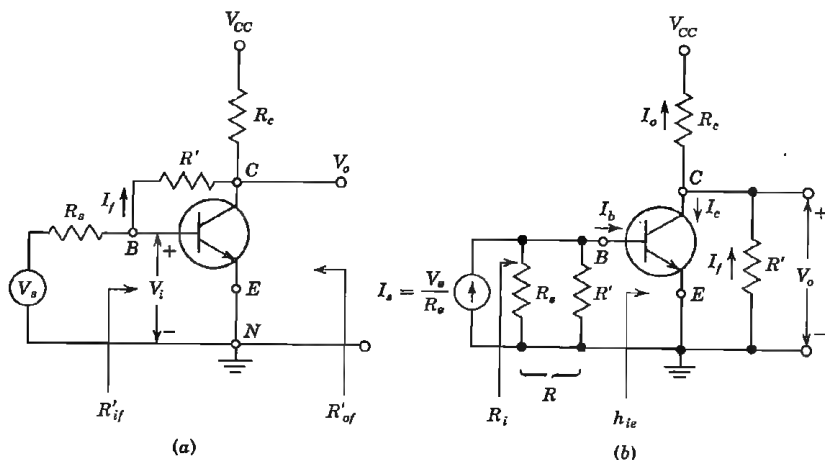 V_CC
R_c
R'
C
V_o
I_f
R_s
B
+
V_s
V_i
E
−
N
R'_if
R'_of
(a)
V_CC
I_o
R_c
C
I_b
I_c
+
B
I_f
R'
V_o
I_s = V_s / R_s
R_s
R'
E
−
R
R_i
h_ie
(b)